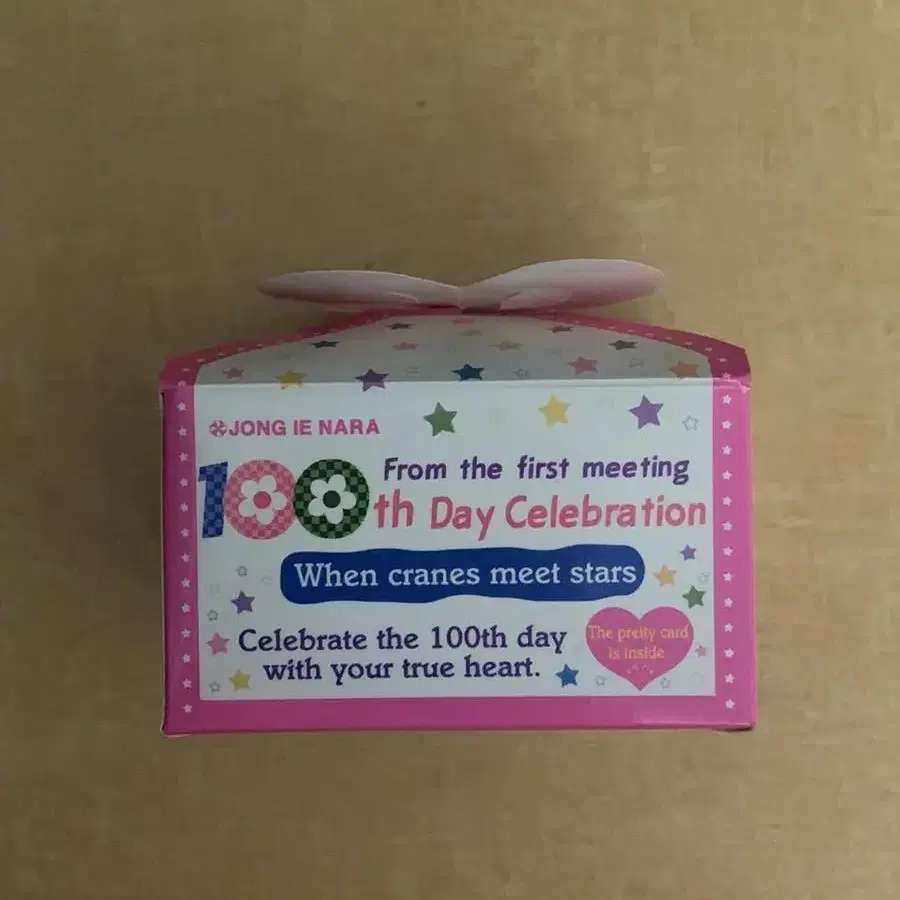 JONG IE NARA
From the first meeting
100th Day Celebration
When cranes meet stars
Celebrate the 100th day
with your true heart.
The pretty card
is inside